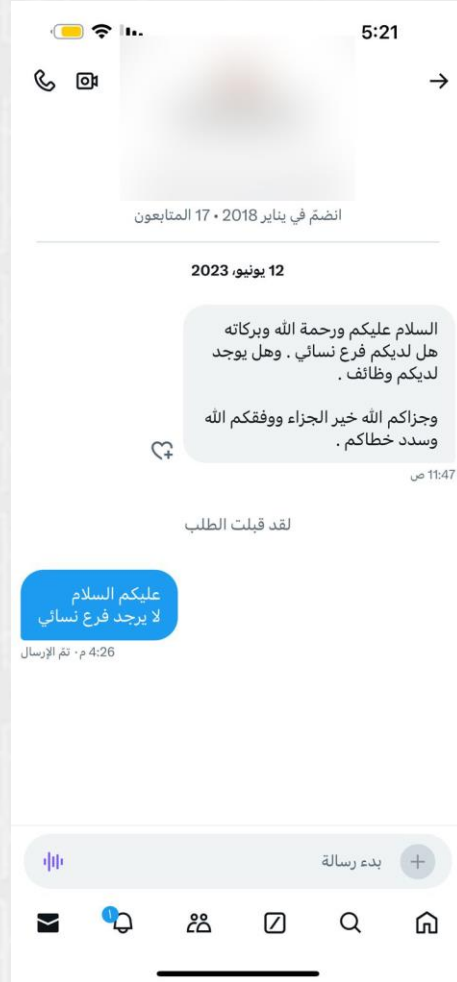 5:21
انضمّ في يناير 2018 • 17 المتابعون
12 يونيو، 2023
السلام عليكم ورحمة الله وبركاته
هل لديكم فرع نسائي . وهل يوجد
لديكم وظائف .
وجزاكم الله خير الجزاء ووفقكم الله
وسدد خطاكم .
11:47 ص
لقد قبلت الطلب
عليكم السلام
لا يرجد فرع نسائي
4:26 م · تمّ الإرسال
بدء رسالة
١